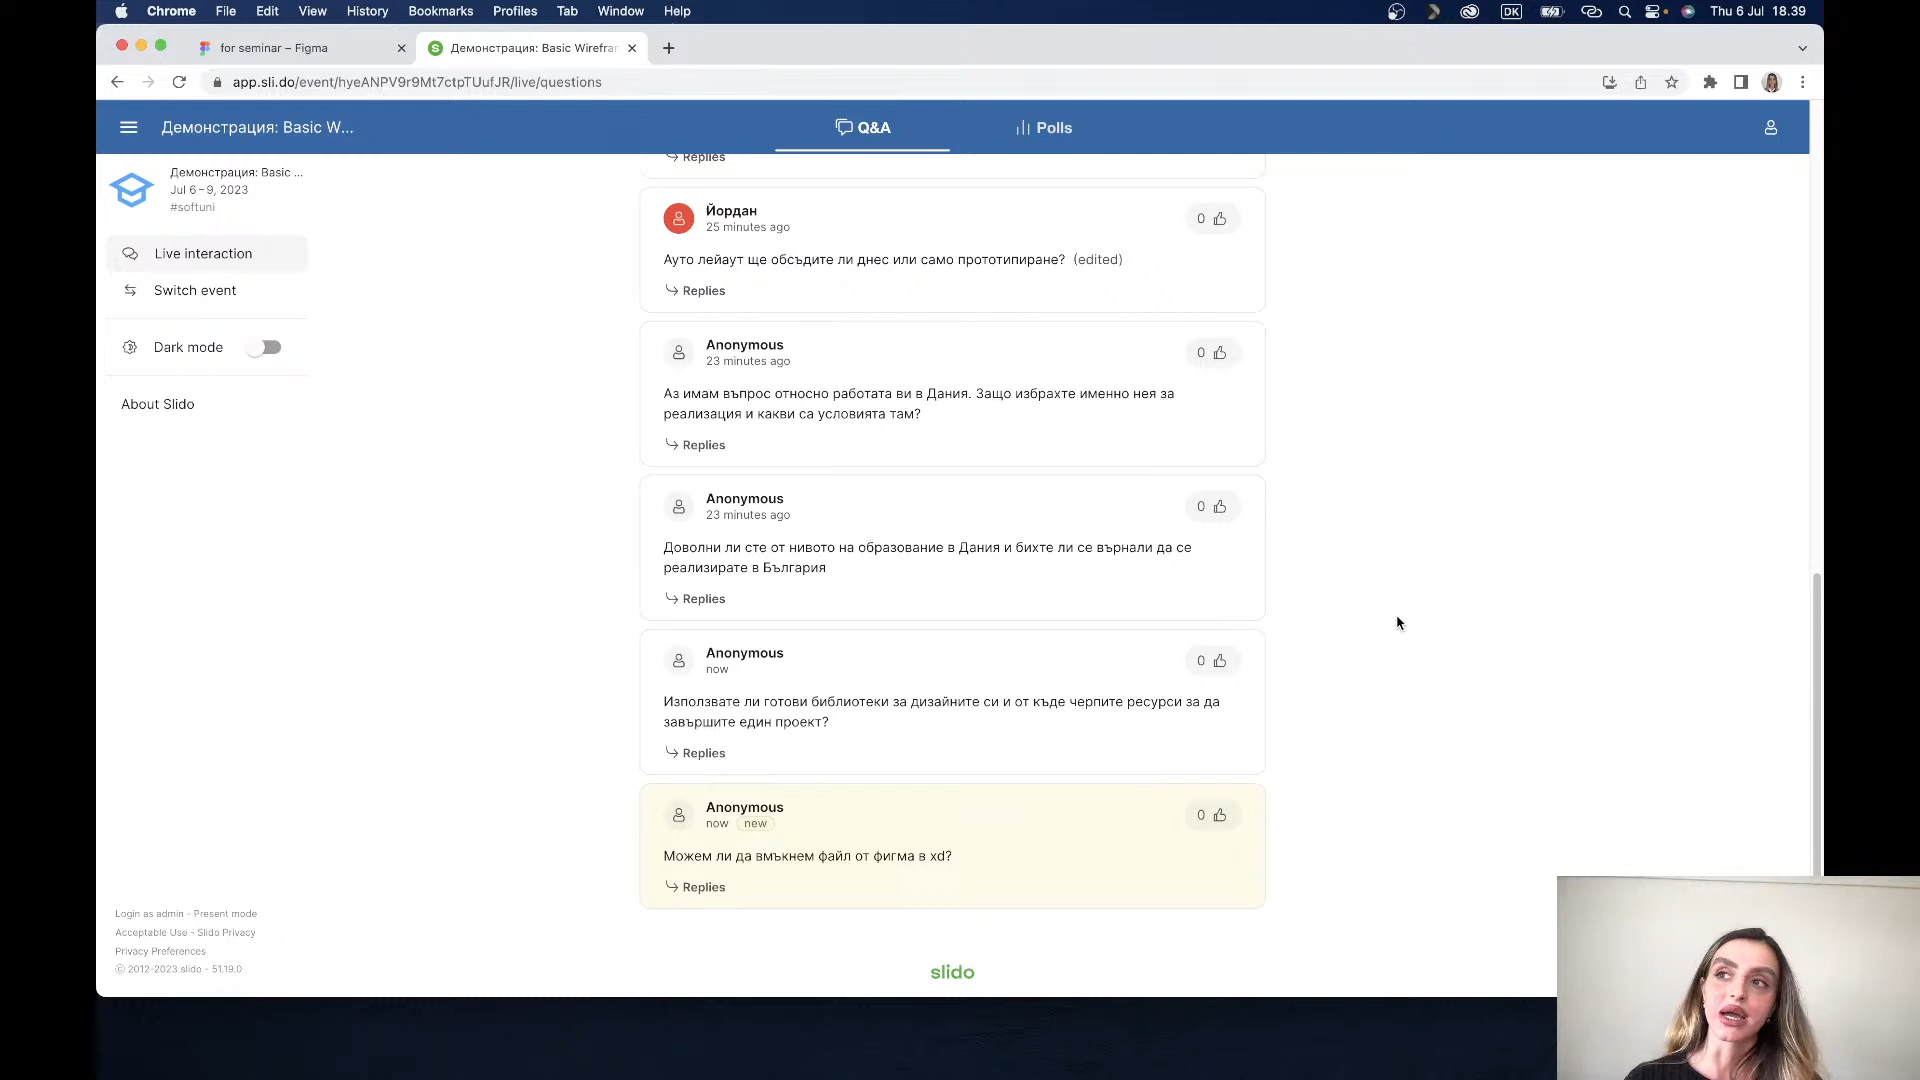 Chrome File Edit View History Bookmarks Profiles Tab Window Help DK Thu 6 Jul 18.39
for seminar – Figma Демонстрация: Basic Wirefra
app.sli.do/event/hyeANPV9r9Mt7ctpTUufJR/live/questions
Демонстрация: Basic W... Q&A Polls
Демонстрация: Basic ...
Jul 6–9, 2023
#softuni
Live interaction
Switch event
Dark mode
About Slido
Login as admin - Present mode
Acceptable Use - Slido Privacy
Privacy Preferences
© 2012-2023 slido - 51.19.0
Replies
Йордан
25 minutes ago
0
Ауто лейаут ще обсъдите ли днес или само прототипиране? (edited)
Replies
Anonymous
23 minutes ago
0
Аз имам въпрос относно работата ви в Дания. Защо избрахте именно нея за
реализация и какви са условията там?
Replies
Anonymous
23 minutes ago
0
Доволни ли сте от нивото на образование в Дания и бихте ли се върнали да се
реализирате в България
Replies
Anonymous
now
0
Използвате ли готови библиотеки за дизайните си и от къде черпите ресурси за да
завършите един проект?
Replies
Anonymous
now new
0
Можем ли да вмъкнем файл от фигма в xd?
Replies
slido